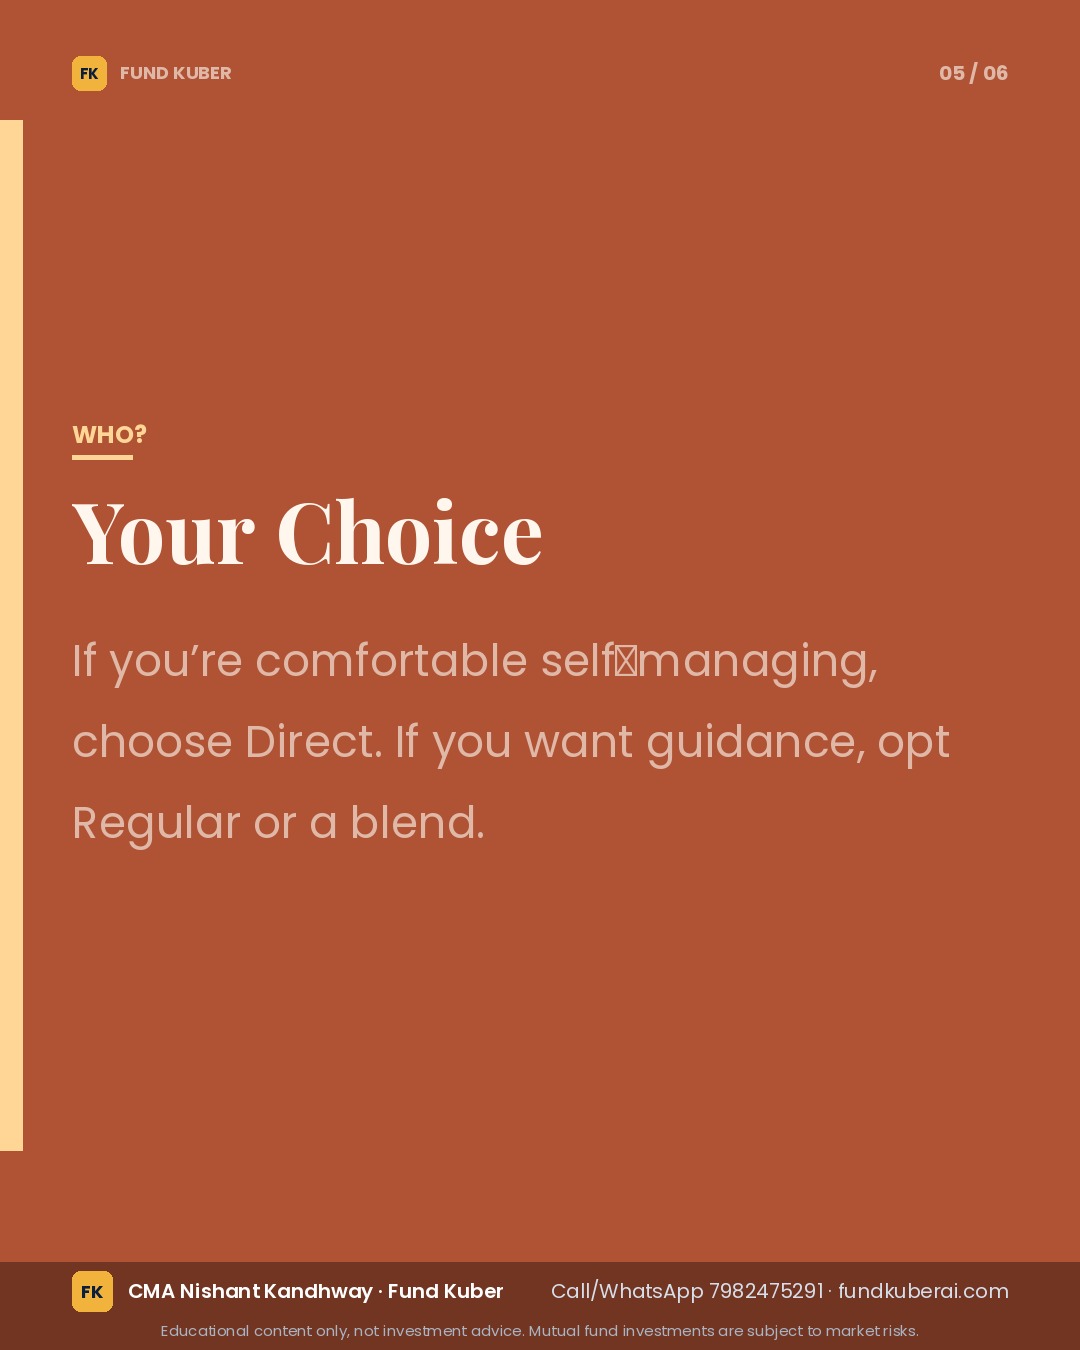 FK FUND KUBER 05 / 06
WHO?
Your Choice
If you’re comfortable self☒managing,
choose Direct. If you want guidance, opt
Regular or a blend.
FK CMA Nishant Kandhway · Fund Kuber Call/WhatsApp 7982475291 · fundkuberai.com
Educational content only, not investment advice. Mutual fund investments are subject to market risks.